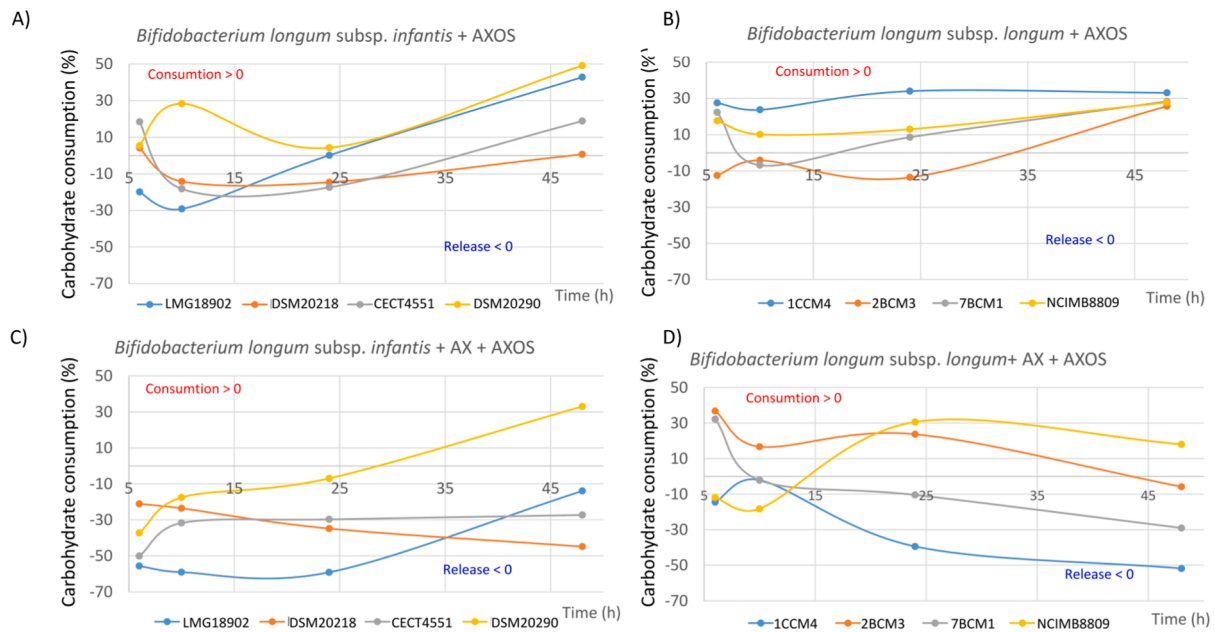 A)
Bifidobacterium longum subsp. infantis + AXOS
Carbohydrate consumption (%)
Consumtion > 0
50
30
10
-10
-30
-50
-70
5
15
25
35
45
Release < 0
Time (h)
LMG18902 DSM20218 CECT4551 DSM20290
B)
Bifidobacterium longum subsp. longum + AXOS
Carbohydrate consumption (%)
Consumtion > 0
50
30
10
-10
-30
-50
-70
5
15
25
35
45
Release < 0
Time (h)
1CCM4 2BCM3 7BCM1 NCIMB8809
C)
Bifidobacterium longum subsp. infantis + AX + AXOS
Carbohydrate consumption (%)
Consumtion > 0
50
30
10
-10
-30
-50
-70
5
15
25
35
45
Release < 0
Time (h)
LMG18902 DSM20218 CECT4551 DSM20290
D)
Bifidobacterium longum subsp. longum+ AX + AXOS
Carbohydrate consumption (%)
Consumtion > 0
50
30
10
-10
-30
-50
-70
5
15
25
35
45
Release < 0
Time (h)
1CCM4 2BCM3 7BCM1 NCIMB8809